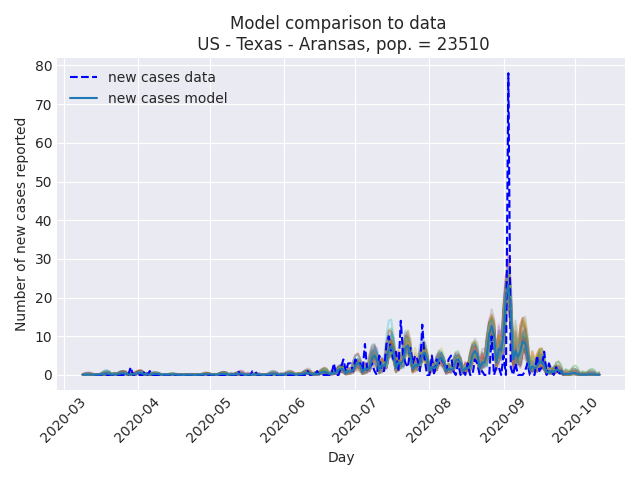 Model comparison to data
US - Texas - Aransas, pop. = 23510
new cases data
new cases model
Number of new cases reported
80
70
60
50
40
30
20
10
0
2020-03
2020-04
2020-05
2020-06
2020-07
2020-08
2020-09
2020-10
Day